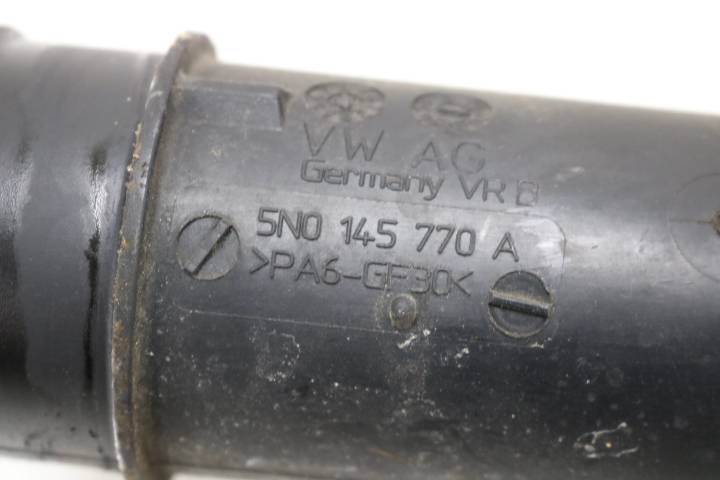 VW AG
Germany VR B
5N0 145 770 A
>PA6-GF30<